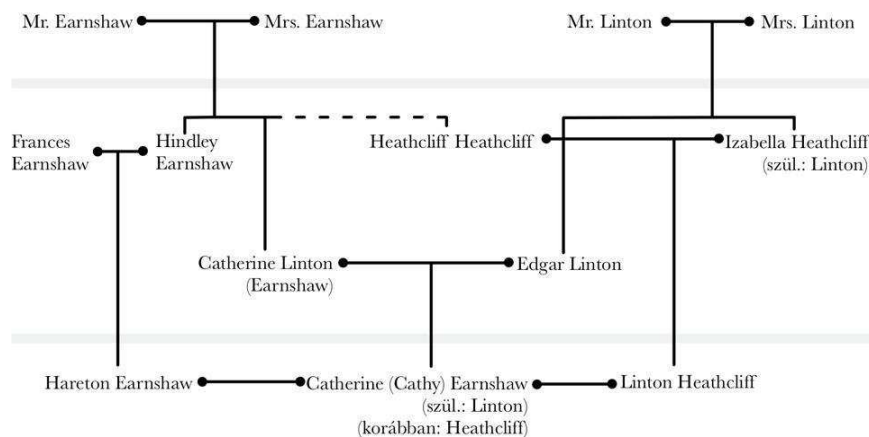 Mr. Earnshaw Mrs. Earnshaw Mr. Linton Mrs. Linton
Frances
Earnshaw
Hindley
Earnshaw
Heathcliff Heathcliff
Izabella Heathcliff
(szül.: Linton)
Catherine Linton
(Earnshaw)
Edgar Linton
Hareton Earnshaw
Catherine (Cathy) Earnshaw
(szül.: Linton)
(korábban: Heathcliff)
Linton Heathcliff